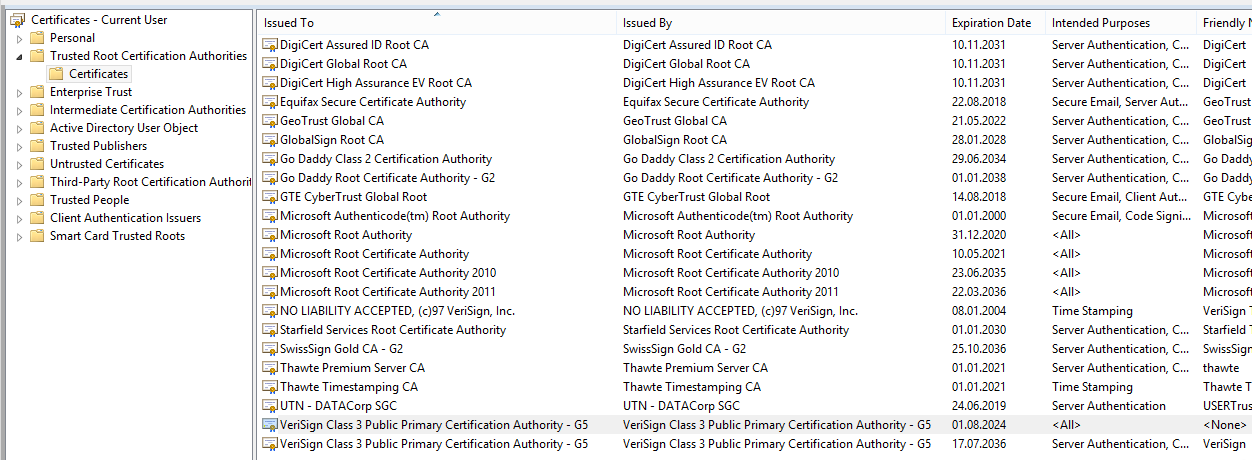 Certificates - Current User
Personal
Trusted Root Certification Authorities
Certificates
Enterprise Trust
Intermediate Certification Authorities
Active Directory User Object
Trusted Publishers
Untrusted Certificates
Third-Party Root Certification Authorit
Trusted People
Client Authentication Issuers
Smart Card Trusted Roots
Issued To Issued By Expiration Date Intended Purposes Friendly N
DigiCert Assured ID Root CA DigiCert Assured ID Root CA 10.11.2031 Server Authentication, C... DigiCert
DigiCert Global Root CA DigiCert Global Root CA 10.11.2031 Server Authentication, C... DigiCert
DigiCert High Assurance EV Root CA DigiCert High Assurance EV Root CA 10.11.2031 Server Authentication, C... DigiCert
Equifax Secure Certificate Authority Equifax Secure Certificate Authority 22.08.2018 Secure Email, Server Aut... GeoTrust
GeoTrust Global CA GeoTrust Global CA 21.05.2022 Server Authentication, C... GeoTrust
GlobalSign Root CA GlobalSign Root CA 28.01.2028 Server Authentication, C... GlobalSig
Go Daddy Class 2 Certification Authority Go Daddy Class 2 Certification Authority 29.06.2034 Server Authentication, C... Go Daddy
Go Daddy Root Certificate Authority - G2 Go Daddy Root Certificate Authority - G2 01.01.2038 Server Authentication, C... Go Daddy
GTE CyberTrust Global Root GTE CyberTrust Global Root 14.08.2018 Secure Email, Client Aut... GTE Cybe
Microsoft Authenticode(tm) Root Authority Microsoft Authenticode(tm) Root Authority 01.01.2000 Secure Email, Code Signi... Microsof
Microsoft Root Authority Microsoft Root Authority 31.12.2020 <All> Microsof
Microsoft Root Certificate Authority Microsoft Root Certificate Authority 10.05.2021 <All> Microsof
Microsoft Root Certificate Authority 2010 Microsoft Root Certificate Authority 2010 23.06.2035 <All> Microsof
Microsoft Root Certificate Authority 2011 Microsoft Root Certificate Authority 2011 22.03.2036 <All> Microsof
NO LIABILITY ACCEPTED, (c)97 VeriSign, Inc. NO LIABILITY ACCEPTED, (c)97 VeriSign, Inc. 08.01.2004 Time Stamping VeriSign
Starfield Services Root Certificate Authority Starfield Services Root Certificate Authority 01.01.2030 Server Authentication, C... Starfield
SwissSign Gold CA - G2 SwissSign Gold CA - G2 25.10.2036 Server Authentication, C... SwissSign
Thawte Premium Server CA Thawte Premium Server CA 01.01.2021 Server Authentication, C... thawte
Thawte Timestamping CA Thawte Timestamping CA 01.01.2021 Time Stamping Thawte T
UTN - DATACorp SGC UTN - DATACorp SGC 24.06.2019 Server Authentication USERTrus
VeriSign Class 3 Public Primary Certification Authority - G5 VeriSign Class 3 Public Primary Certification Authority - G5 01.08.2024 <All> <None>
VeriSign Class 3 Public Primary Certification Authority - G5 VeriSign Class 3 Public Primary Certification Authority - G5 17.07.2036 Server Authentication, C... VeriSign